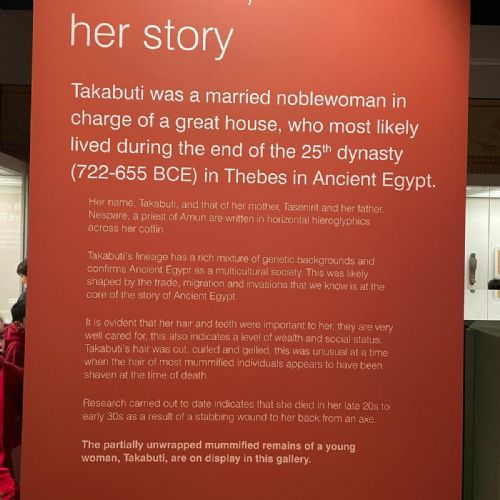 her story
Takabuti was a married noblewoman in
charge of a great house, who most likely
lived during the end of the 25th dynasty
(722-655 BCE) in Thebes in Ancient Egypt.
Her name, Takabuti, and that of her mother, Tasenirit and her father,
Nespare, a priest of Amun are written in horizontal hieroglyphics
across her coffin.
Takabuti's lineage has a rich mixture of genetic backgrounds and
confirms Ancient Egypt as a multicultural society. This was likely
shaped by the trade, migration and invasions that we know is at the
core of the story of Ancient Egypt.
It is evident that her hair and teeth were important to her, they are very
well cared for, this also indicates a level of wealth and social status.
Takabuti's hair was cut, curled and gelled, this was unusual at a time
when the hair of most mummified individuals appears to have been
shaven at the time of death.
Research carried out to date indicates that she died in her late 20s to
early 30s as a result of a stabbing wound to her back from an axe.
The partially unwrapped mummified remains of a young
woman, Takabuti, are on display in this gallery.